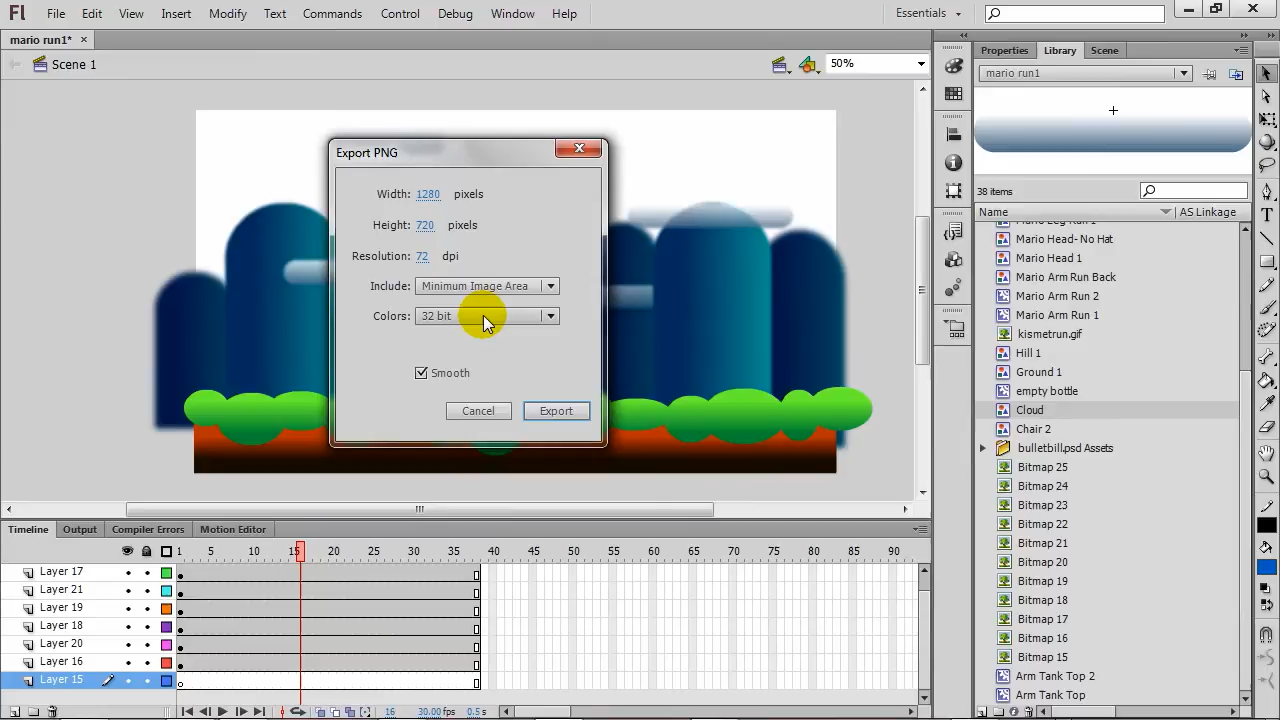 Fl File Edit View Insert Modify Text Commands Control Debug Window Help Essentials
mario run1*
Scene 1 50%
Properties Library Scene
mario run1
38 items
Name AS Linkage
Mario Leg Run 1
Mario Head- No Hat
Mario Head 1
Mario Arm Run Back
Mario Arm Run 2
Mario Arm Run 1
kismetrun.gif
Hill 1
Ground 1
empty bottle
Cloud
Chair 2
bulletbill.psd Assets
Bitmap 25
Bitmap 24
Bitmap 23
Bitmap 22
Bitmap 21
Bitmap 20
Bitmap 19
Bitmap 18
Bitmap 17
Bitmap 16
Bitmap 15
Arm Tank Top 2
Arm Tank Top
Export PNG
Width: 1280 pixels
Height: 720 pixels
Resolution: 72 dpi
Include: Minimum Image Area
Colors: 32 bit
Smooth
Cancel Export
Timeline Output Compiler Errors Motion Editor
1 5 10 15 20 25 30 35 40 45 50 55 60 65 70 75 80 85 90
Layer 17
Layer 21
Layer 19
Layer 18
Layer 20
Layer 16
Layer 15
16 30.00 fps 0.5 s